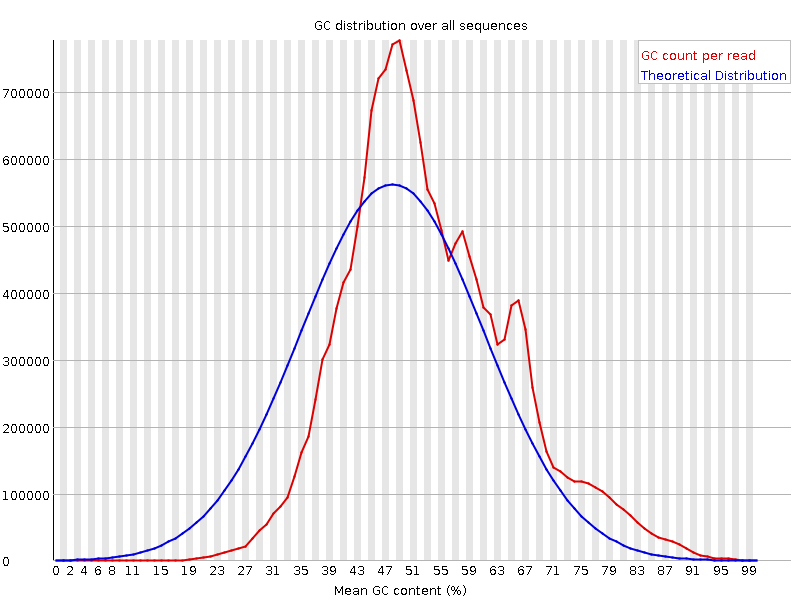 GC distribution over all sequences
GC count per read
Theoretical Distribution
700000
600000
500000
400000
300000
200000
100000
0
0 2 4 6 8 11 15 19 23 27 31 35 39 43 47 51 55 59 63 67 71 75 79 83 87 91 95 99
Mean GC content (%)